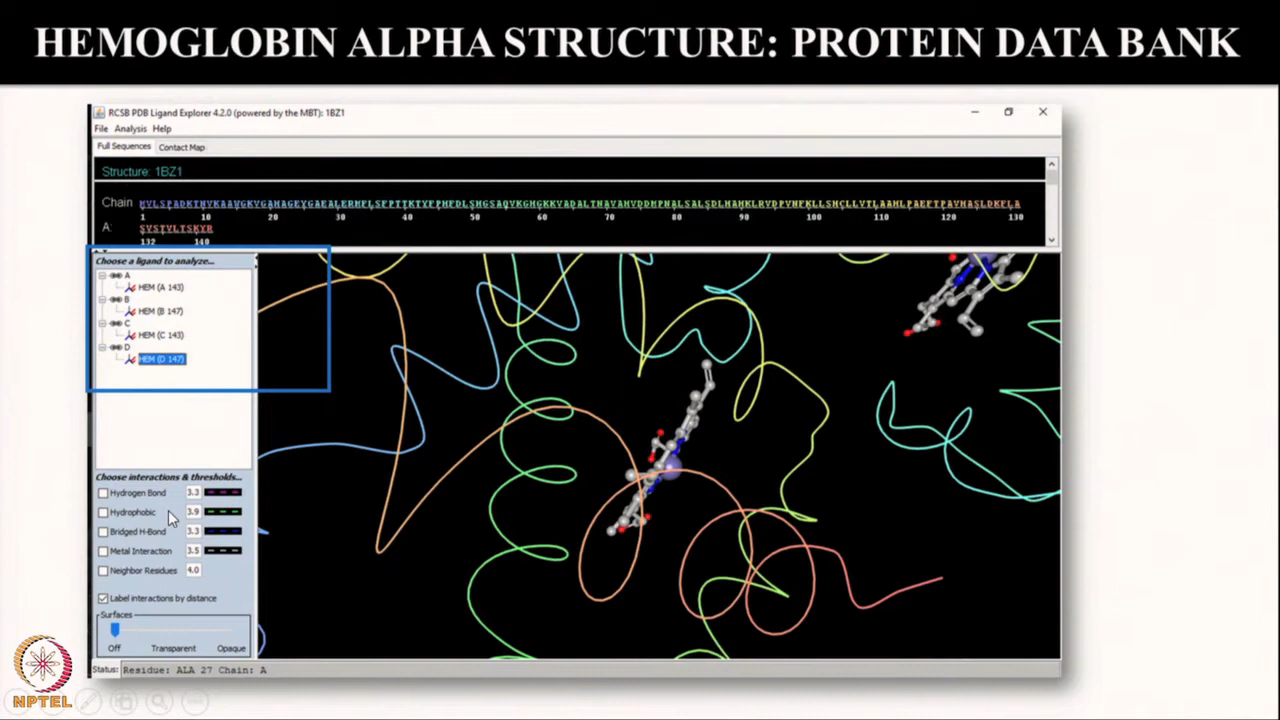 HEMOGLOBIN ALPHA STRUCTURE: PROTEIN DATA BANK
RCSB PDB Ligand Explorer 4.2.0 (powered by the MBT): 1BZ1
File Analysis Help
Full Sequences Contact Map
Structure: 1BZ1
Chain MVLSPADKTNVKAAWGKVGAHAGEYGAEALERMFLSFPTTKTYFPHFDLSHGSAQVKGHGKKVADALTNAVAHVDDMPNALSALSDLHAHKLRVDPVNFKLLSHCLLVTLAAHLPAEFTPAVHASLDKFLA
1 10 20 30 40 50 60 70 80 90 100 110 120 130
A: SVSTVLTSKYR
132 140
Choose a ligand to analyze...
A
HEM (A 143)
B
HEM (B 147)
C
HEM (C 143)
D
HEM (D 147)
Choose interactions & thresholds...
Hydrogen Bond 3.3
Hydrophobic 3.9
Bridged H-Bond 3.3
Metal Interaction 3.5
Neighbor Residues 4.0
Label interactions by distance
Surfaces
Off Transparent Opaque
Status: Residue: ALA 27 Chain: A
NPTEL